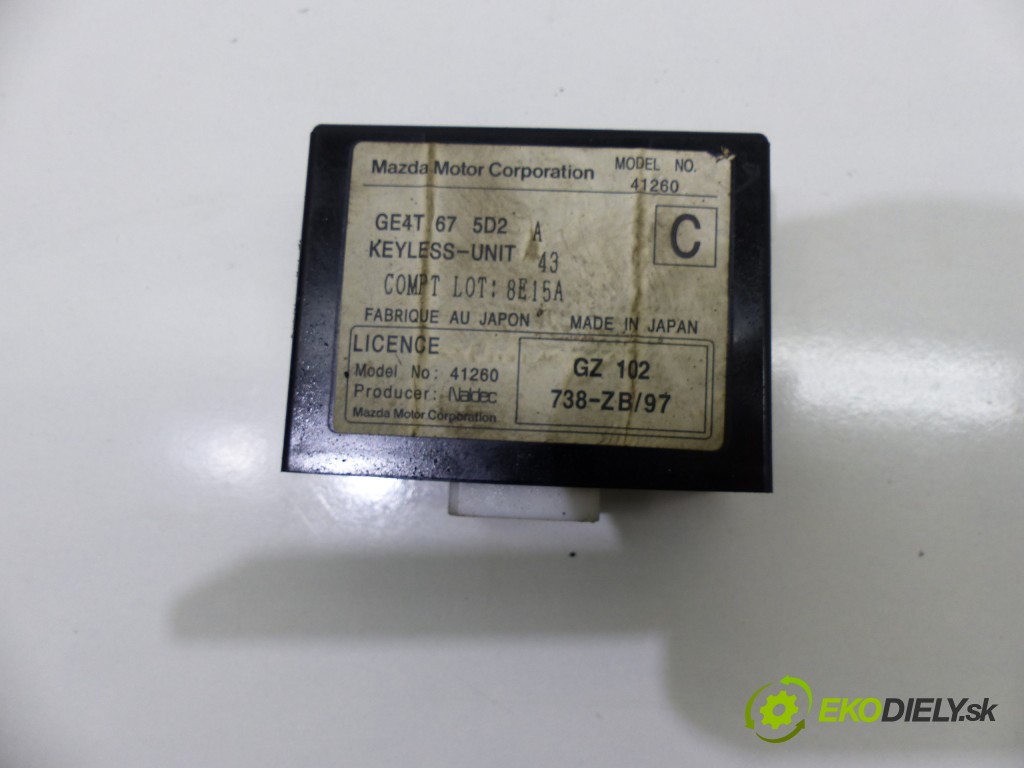 Mazda Motor Corporation
MODEL NO.
41260
GE4T 67 5D2 A
KEYLESS-UNIT 43
C
COMPT LOT: 8E15A
FABRIQUE AU JAPON MADE IN JAPAN
LICENCE
Model No: 41260
Producer: Naldec
Mazda Motor Corporation
GZ 102
738-ZB/97
EKODIELY.sk